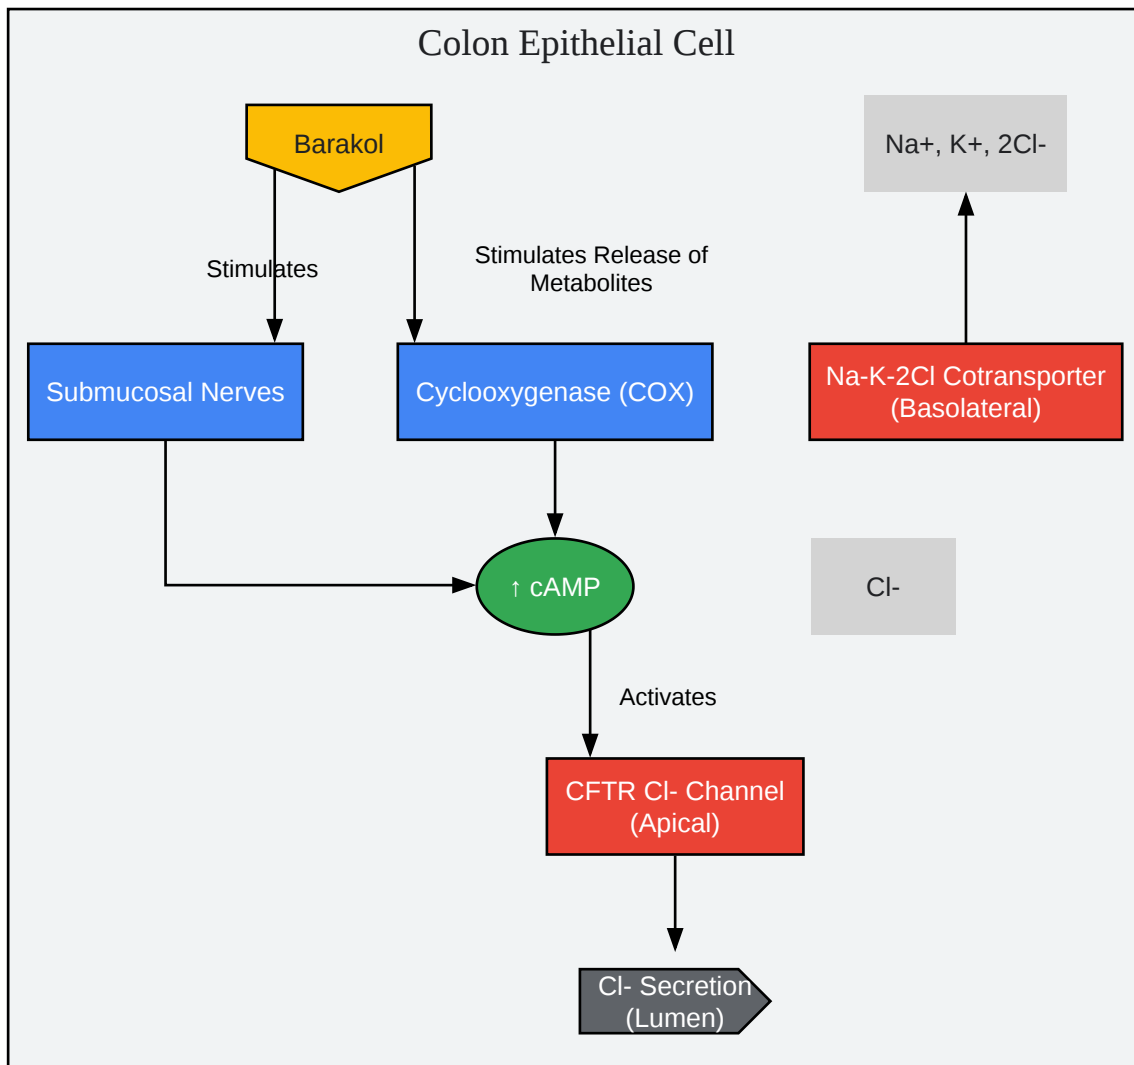 Colon Epithelial Cell
Barakol
Na+, K+, 2Cl-
Stimulates
Stimulates Release of
Metabolites
Submucosal Nerves
Cyclooxygenase (COX)
Na-K-2Cl Cotransporter
(Basolateral)
↑ cAMP
Cl-
Activates
CFTR Cl- Channel
(Apical)
Cl- Secretion
(Lumen)